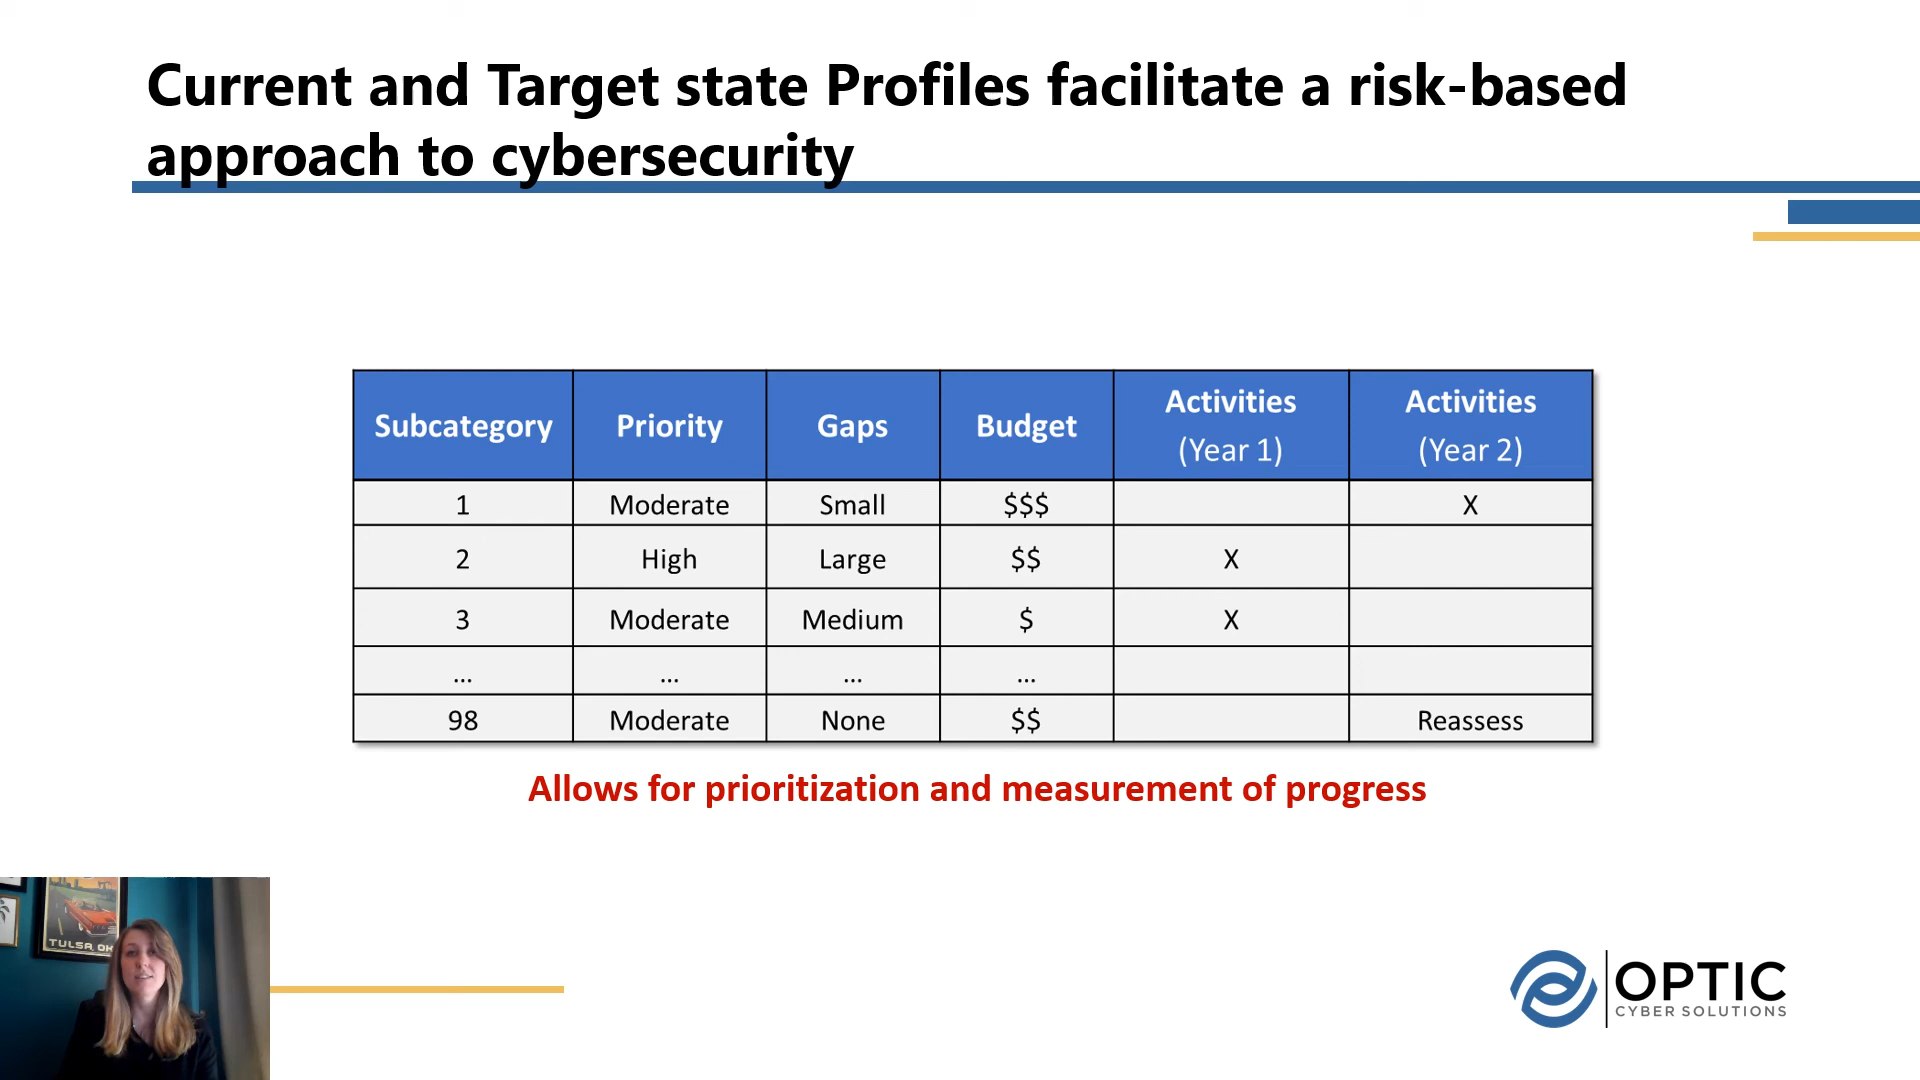 Current and Target state Profiles facilitate a risk-based
approach to cybersecurity
Subcategory Priority Gaps Budget Activities (Year 1) Activities (Year 2)
1 Moderate Small $$$ X
2 High Large $$ X
3 Moderate Medium $ X
... ... ... ...
98 Moderate None $$ Reassess
Allows for prioritization and measurement of progress
TULSA, OK
OPTIC
CYBER SOLUTIONS